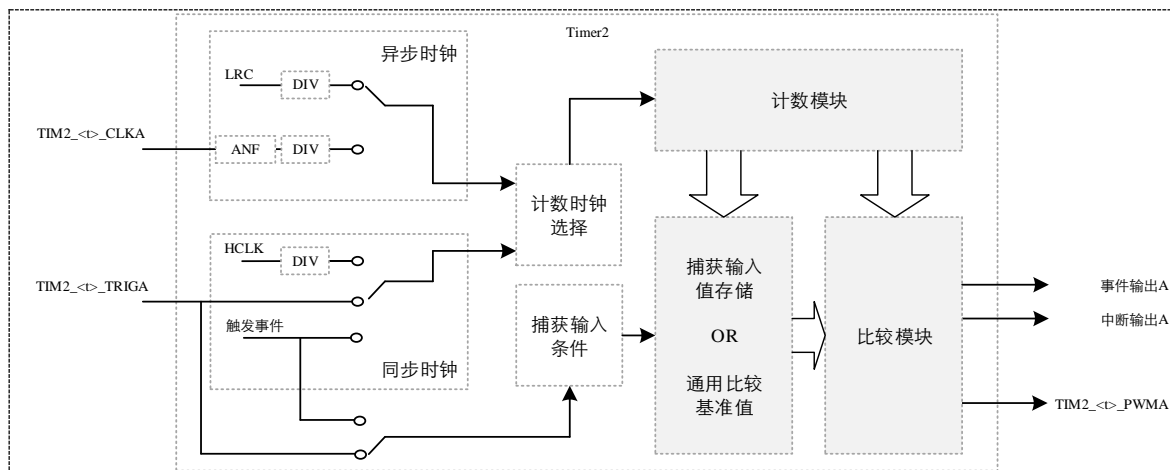 Timer2
异步时钟
LRC
DIV
TIM2_<t>_CLKA
ANF
DIV
计数模块
计数时钟
选择
HCLK
DIV
TIM2_<t>_TRIGA
触发事件
同步时钟
捕获输入
条件
捕获输入
值存储
OR
通用比较
基准值
比较模块
事件输出A
中断输出A
TIM2_<t>_PWMA